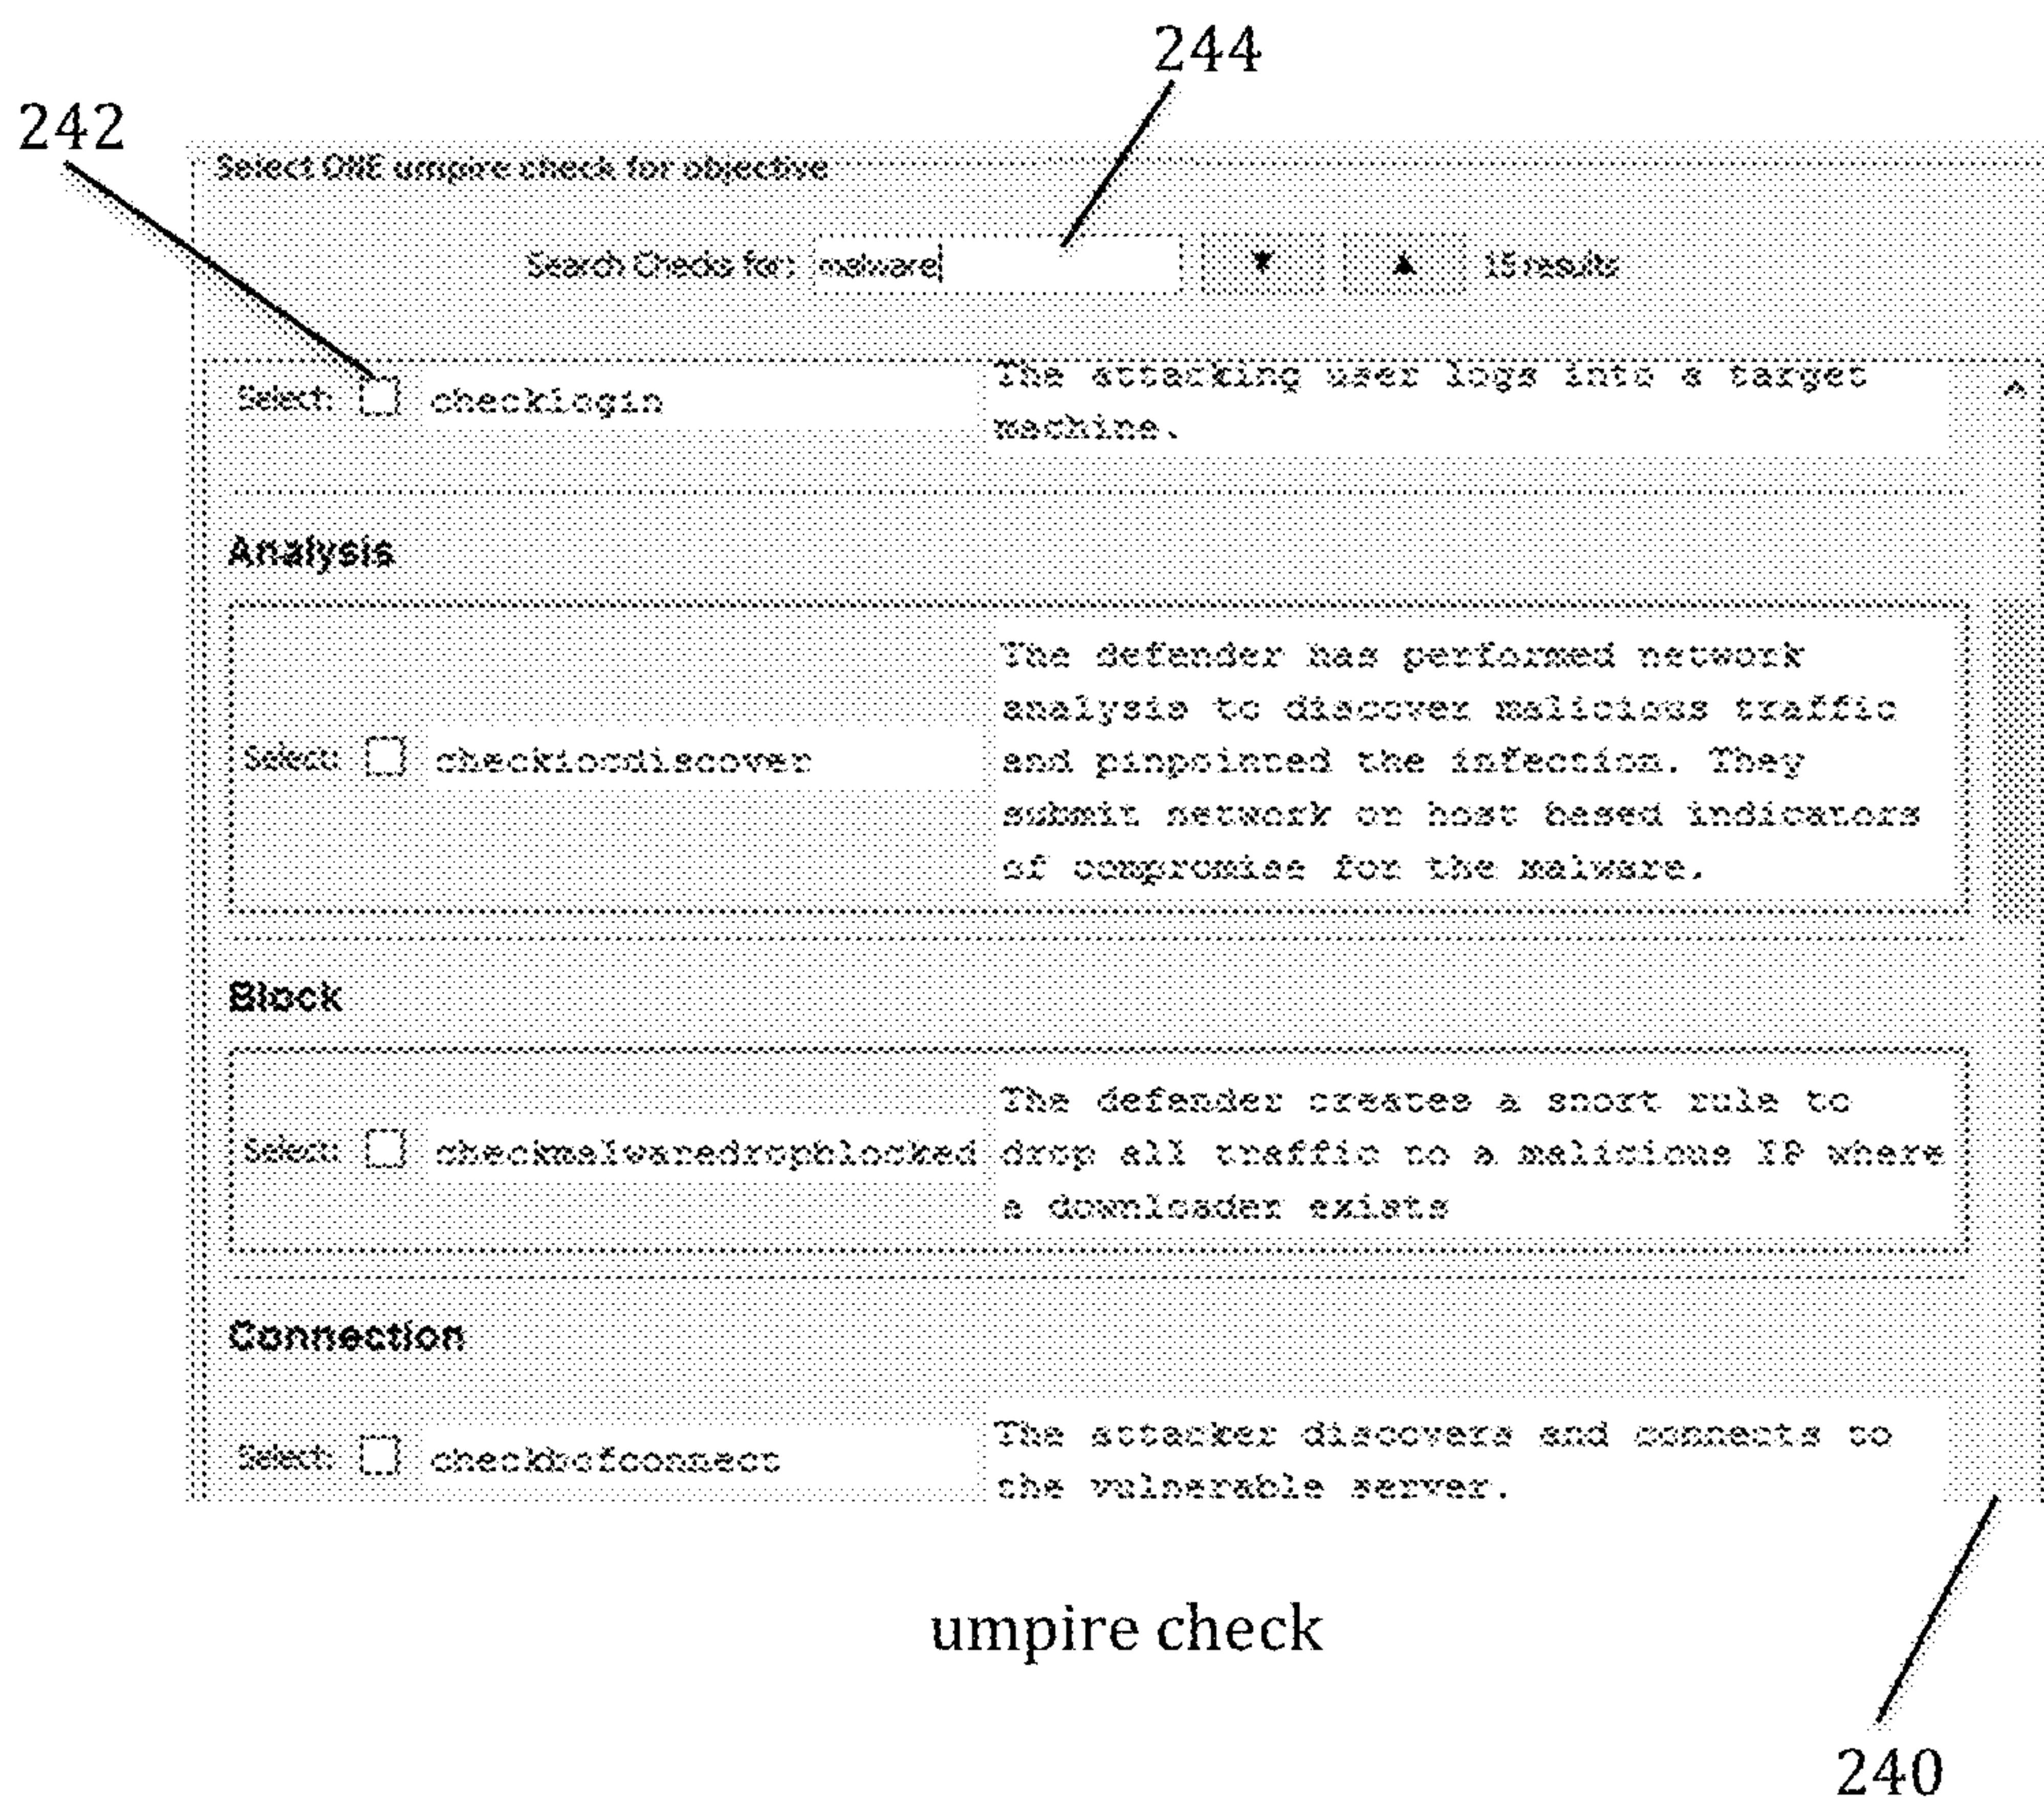 244
242
Select ONE umpire check for objective
Search Checks for: malware 15 results
Select: checklogin The attacking user logs into a target
machine.
Analysis
The defender has performed network
analysis to discover malicious traffic
Select: checkiocdiscover and pinpointed the infection. They
submit network or host based indicators
of compromise for the malware.
Block
The defender creates a snort rule to
Select: checkmalwaredropblocked drop all traffic to a malicious IP where
a downloader exists
Connection
The attacker discovers and connects to
Select: checkbofconnect the vulnerable server.
umpire check
240